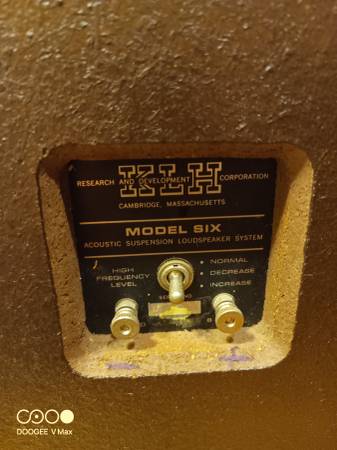 KLH
RESEARCH AND DEVELOPMENT CORPORATION
CAMBRIDGE, MASSACHUSETTS
MODEL SIX
ACOUSTIC SUSPENSION LOUDSPEAKER SYSTEM
HIGH
FREQUENCY
LEVEL
• NORMAL
• DECREASE
• INCREASE
DOOGEE V Max